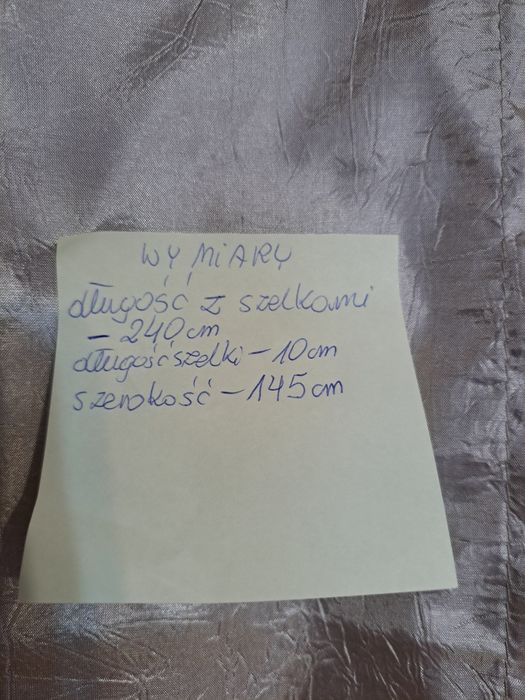 WYMIARY
długość z szelkami
- 240 cm
długość szelki - 10 cm
szerokość - 145 cm